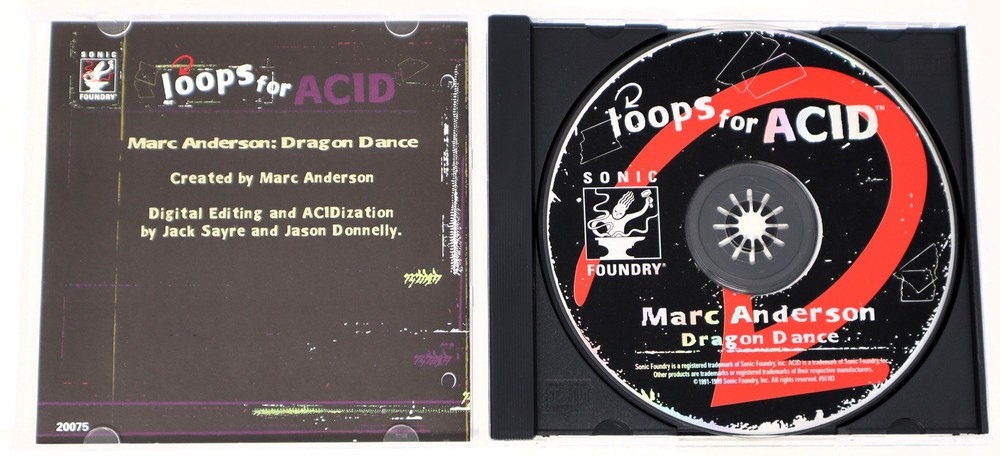 SONIC
FOUNDRY®
loops for ACID
Marc Anderson: Dragon Dance
Created by Marc Anderson
Digital Editing and ACIDization
by Jack Sayre and Jason Donnelly.
20075
loops for ACID™
SONIC
FOUNDRY®
Marc Anderson
Dragon Dance
Sonic Foundry is a registered trademark of Sonic Foundry, Inc. ACID is a trademark of Sonic Foundry, Inc.
Other products are trademarks or registered trademarks of their respective manufacturers.
©1991-1999 Sonic Foundry, Inc. All rights reserved.